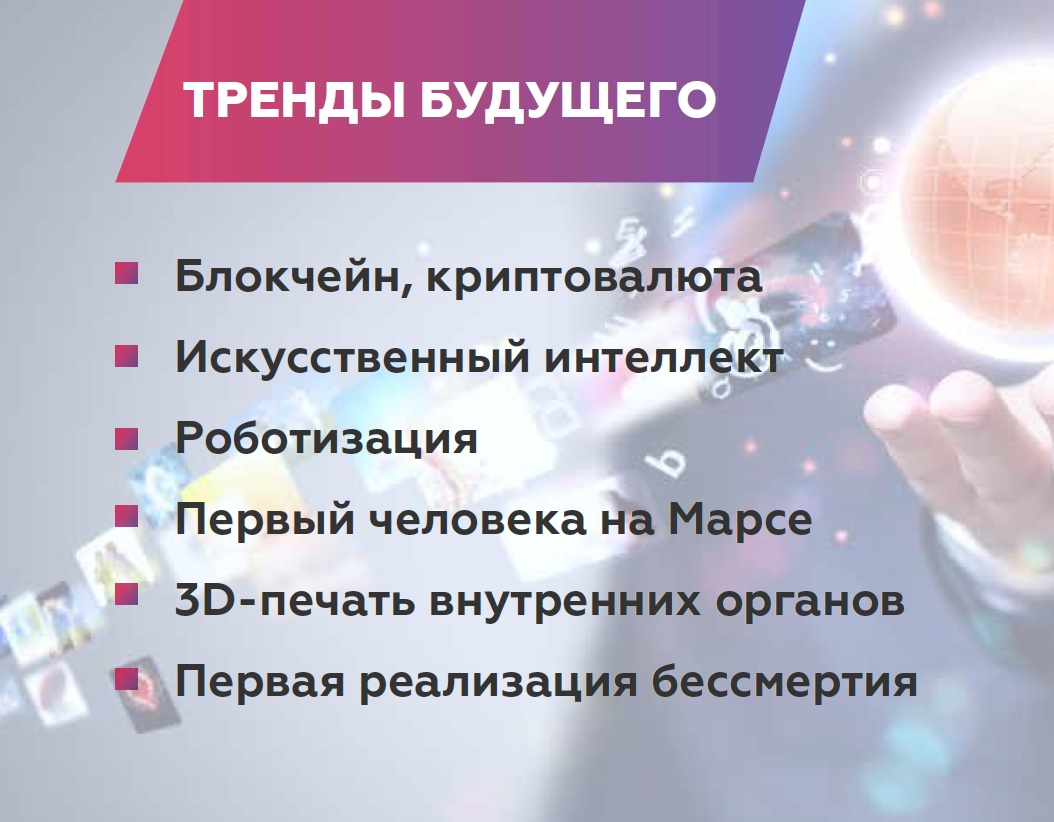 ТРЕНДЫ БУДУЩЕГО
Блокчейн, криптовалюта
Искусственный интеллект
Роботизация
Первый человека на Марсе
3D-печать внутренних органов
Первая реализация бессмертия